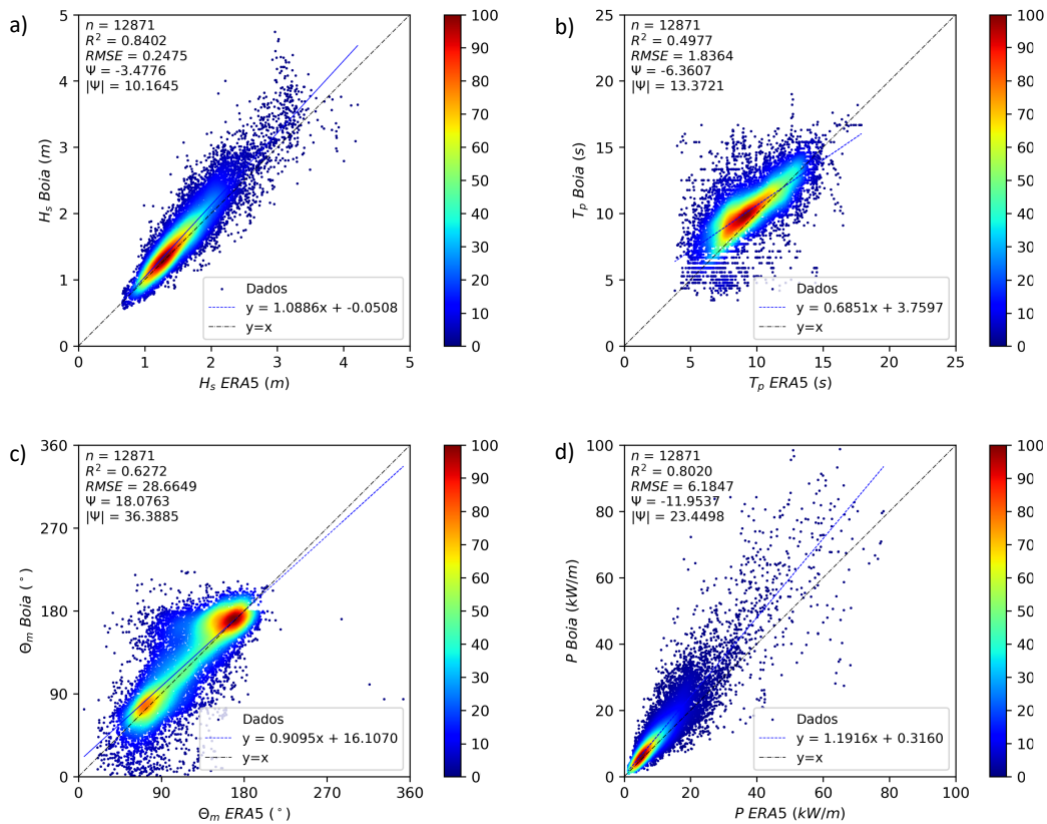 a)
n = 12871
R² = 0.8402
RMSE = 0.2475
Ψ = -3.4776
|Ψ| = 10.1645
5
4
3
2
1
0
H_s Boia (m)
Dados
y = 1.0886x + -0.0508
y=x
0 1 2 3 4 5
H_s ERA5 (m)
100
90
80
70
60
50
40
30
20
10
0
b)
n = 12871
R² = 0.4977
RMSE = 1.8364
Ψ = -6.3607
|Ψ| = 13.3721
25
20
15
10
5
0
T_p Boia (s)
Dados
y = 0.6851x + 3.7597
y=x
0 5 10 15 20 25
T_p ERA5 (s)
100
90
80
70
60
50
40
30
20
10
0
c)
n = 12871
R² = 0.6272
RMSE = 28.6649
Ψ = 18.0763
|Ψ| = 36.3885
360
270
180
90
0
Θ_m Boia (°)
Dados
y = 0.9095x + 16.1070
y=x
0 90 180 270 360
Θ_m ERA5 (°)
100
90
80
70
60
50
40
30
20
10
0
d)
n = 12871
R² = 0.8020
RMSE = 6.1847
Ψ = -11.9537
|Ψ| = 23.4498
100
80
60
40
20
0
P Boia (kW/m)
Dados
y = 1.1916x + 0.3160
y=x
0 20 40 60 80 100
P ERA5 (kW/m)
100
90
80
70
60
50
40
30
20
10
0